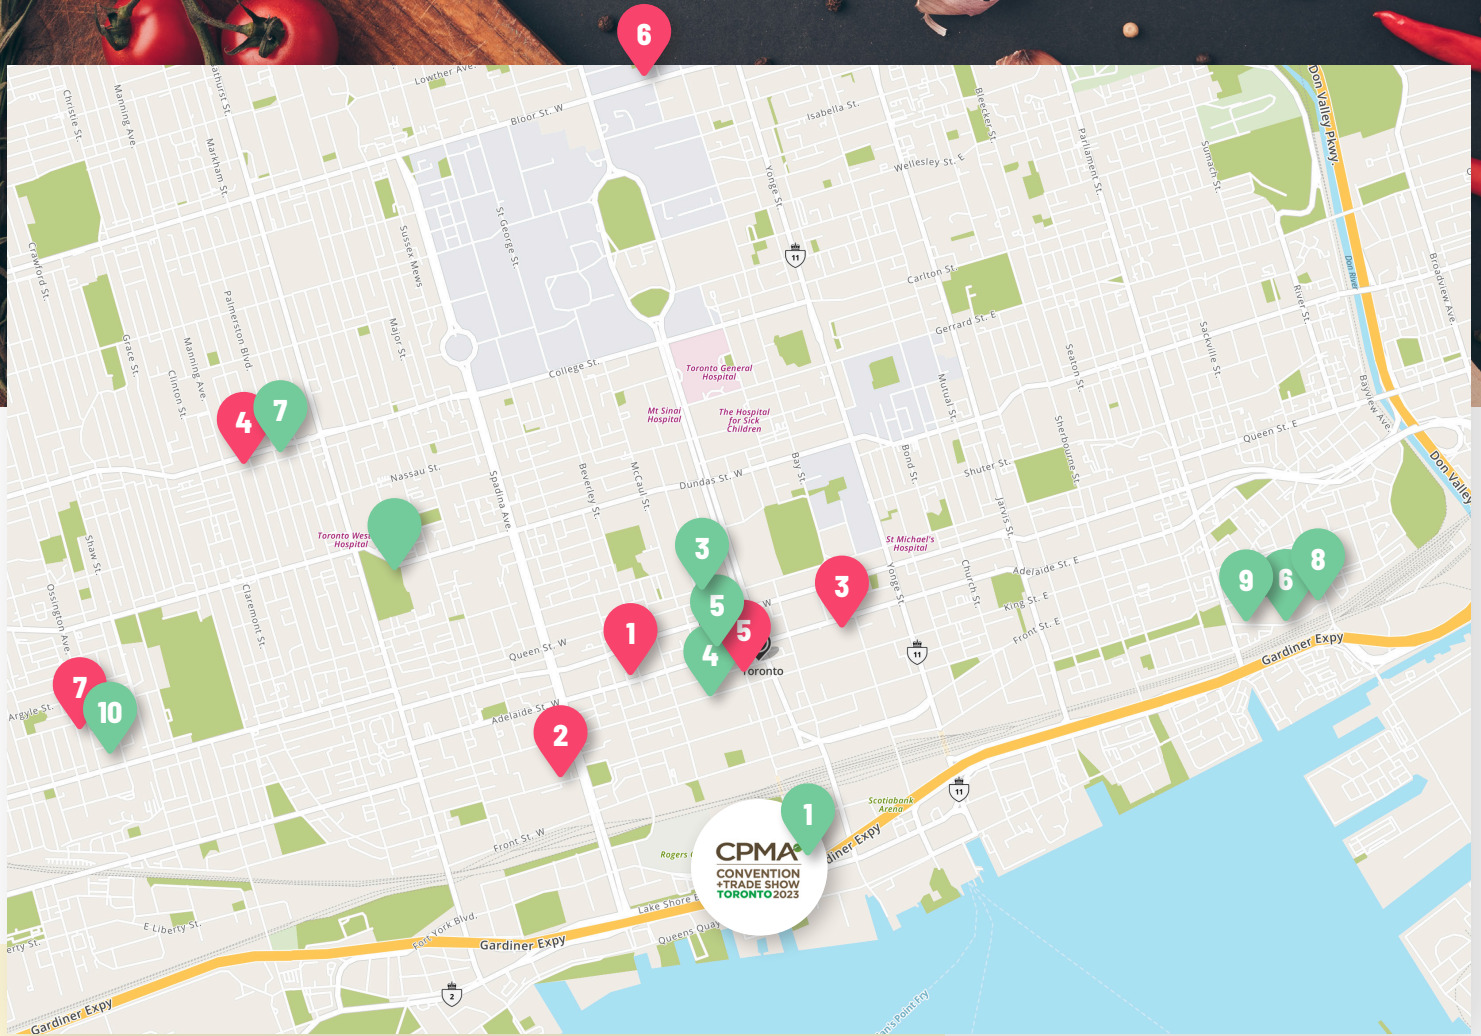 6
Lowther Ave.
Christie St.
Manning Ave.
Bloor St. W
Isabella St.
Bleecker St.
Don Valley Pkwy.
Markham St.
Parliament St.
Sumach St.
Yonge St.
Wellesley St. E
St George St.
Crawford St.
Sussex Mews
11
Carlton St.
Don River
Broadview Ave.
River St.
Palmerston Blvd.
Major St.
Gerrard St. E
Grace St.
Manning Ave.
Clinton St.
College St.
Toronto General
Hospital
Mt Sinai
Hospital
The Hospital
for Sick
Children
Mutual St.
Seaton St.
Sackville St.
Bayview Ave.
4
7
Queen St. E
Sherbourne St.
Nassau St.
Spadina Ave.
Beverley St.
McCaul St.
Dundas St. W
Bay St.
Bond St.
Shuter St.
Don Valley
Jarvis St.
Toronto
Hospital
Shaw St.
3
St Michael's
Hospital
8
9
6
Adelaide St. E
King St. E
Front St. E
Church St.
Yonge St.
3
5
W
5
4
Toronto
1
Ossington Ave.
Claremont St.
Queen St. W
11
Gardiner Expy
7
10
Argyle St.
Adelaide St. W
2
11
Scotiabank
Arena
1
Front St. W
Rogers
CPMA
CONVENTION
+TRADE SHOW
TORONTO 2023
Lake Shore
Queens Quay
E Liberty St.
Fort York Blvd.
Gardiner Expy
2
Gardiner Expy